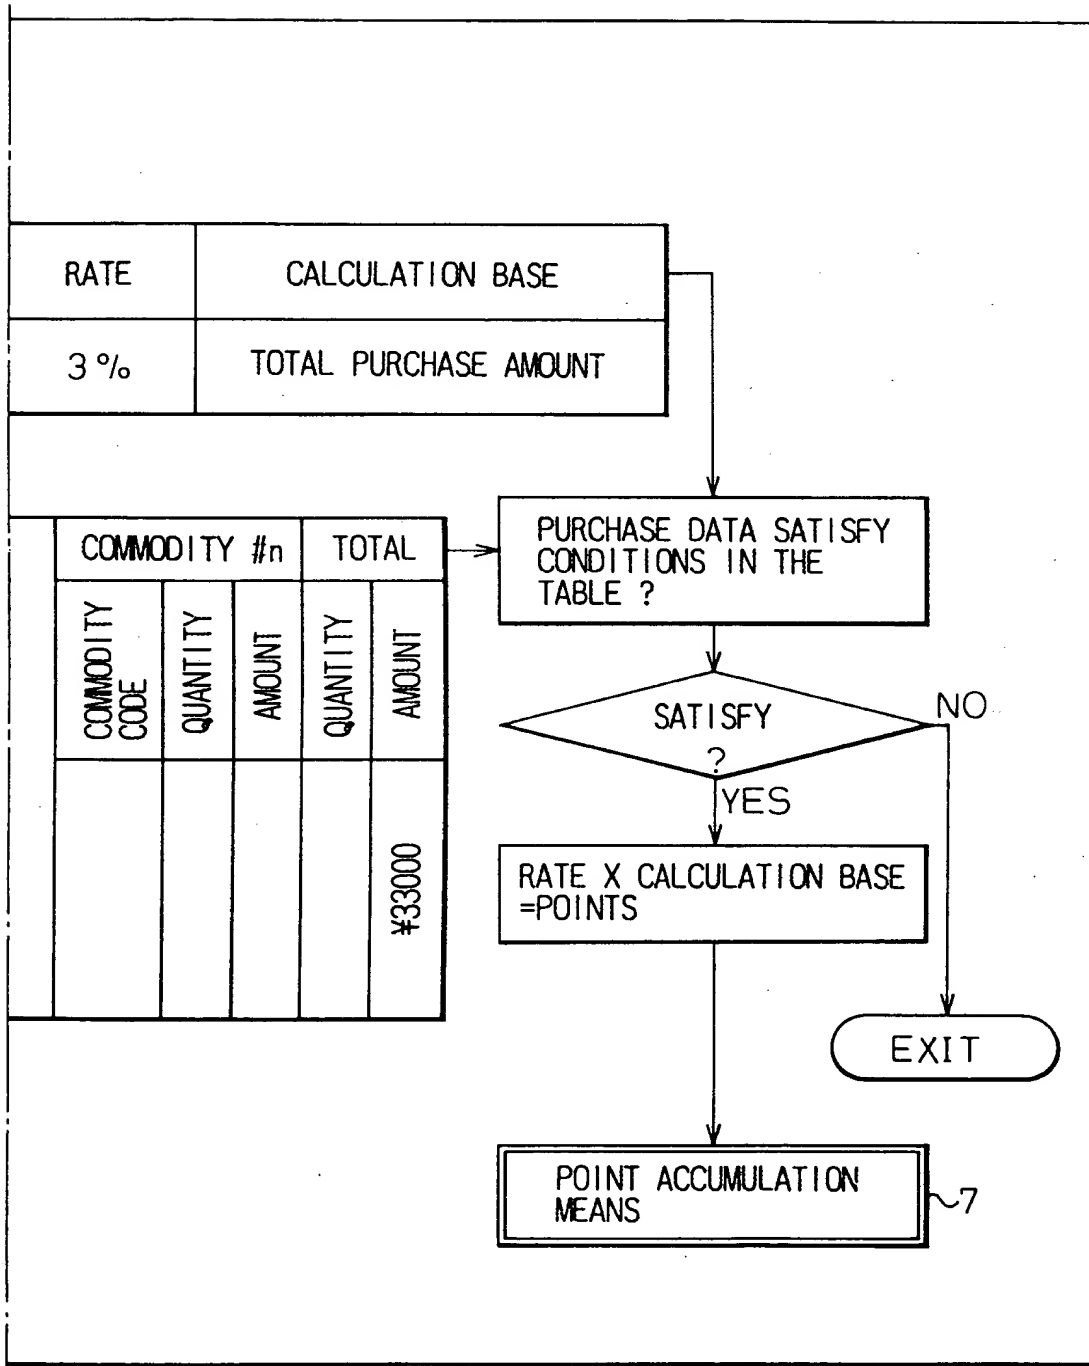 RATE
CALCULATION BASE
3%
TOTAL PURCHASE AMOUNT
COMMODITY #n
TOTAL
COMMODITY
CODE
QUANTITY
AMOUNT
QUANTITY
AMOUNT
¥33000
PURCHASE DATA SATISFY
CONDITIONS IN THE
TABLE ?
SATISFY
?
NO
YES
RATE X CALCULATION BASE
=POINTS
EXIT
POINT ACCUMULATION
MEANS
7